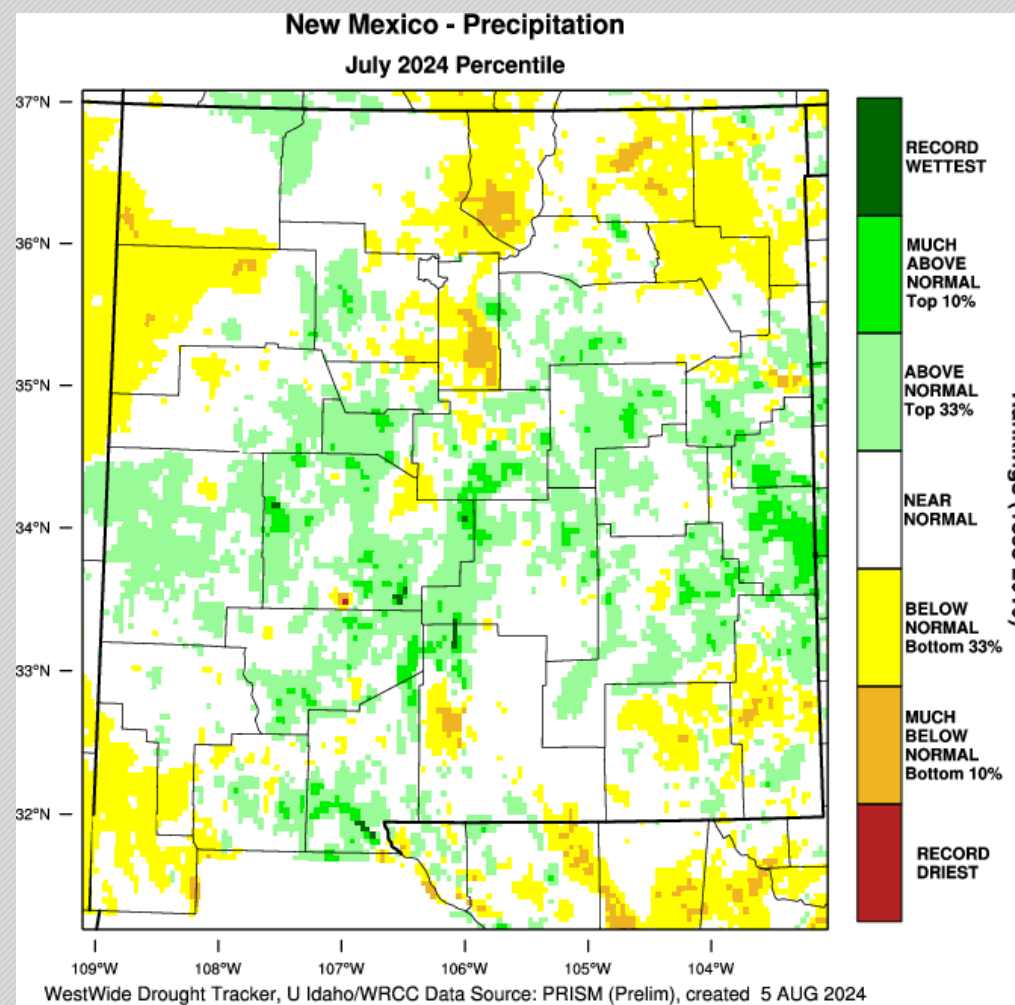 New Mexico - Precipitation
July 2024 Percentile
37°N
36°N
35°N
34°N
33°N
32°N
109°W
108°W
107°W
106°W
105°W
104°W
RECORD
WETTEST
MUCH
ABOVE
NORMAL
Top 10%
ABOVE
NORMAL
Top 33%
NEAR
NORMAL
BELOW
NORMAL
Bottom 33%
MUCH
BELOW
NORMAL
Bottom 10%
RECORD
DRIEST
WestWide Drought Tracker, U Idaho/WRCC Data Source: PRISM (Prelim), created 5 AUG 2024